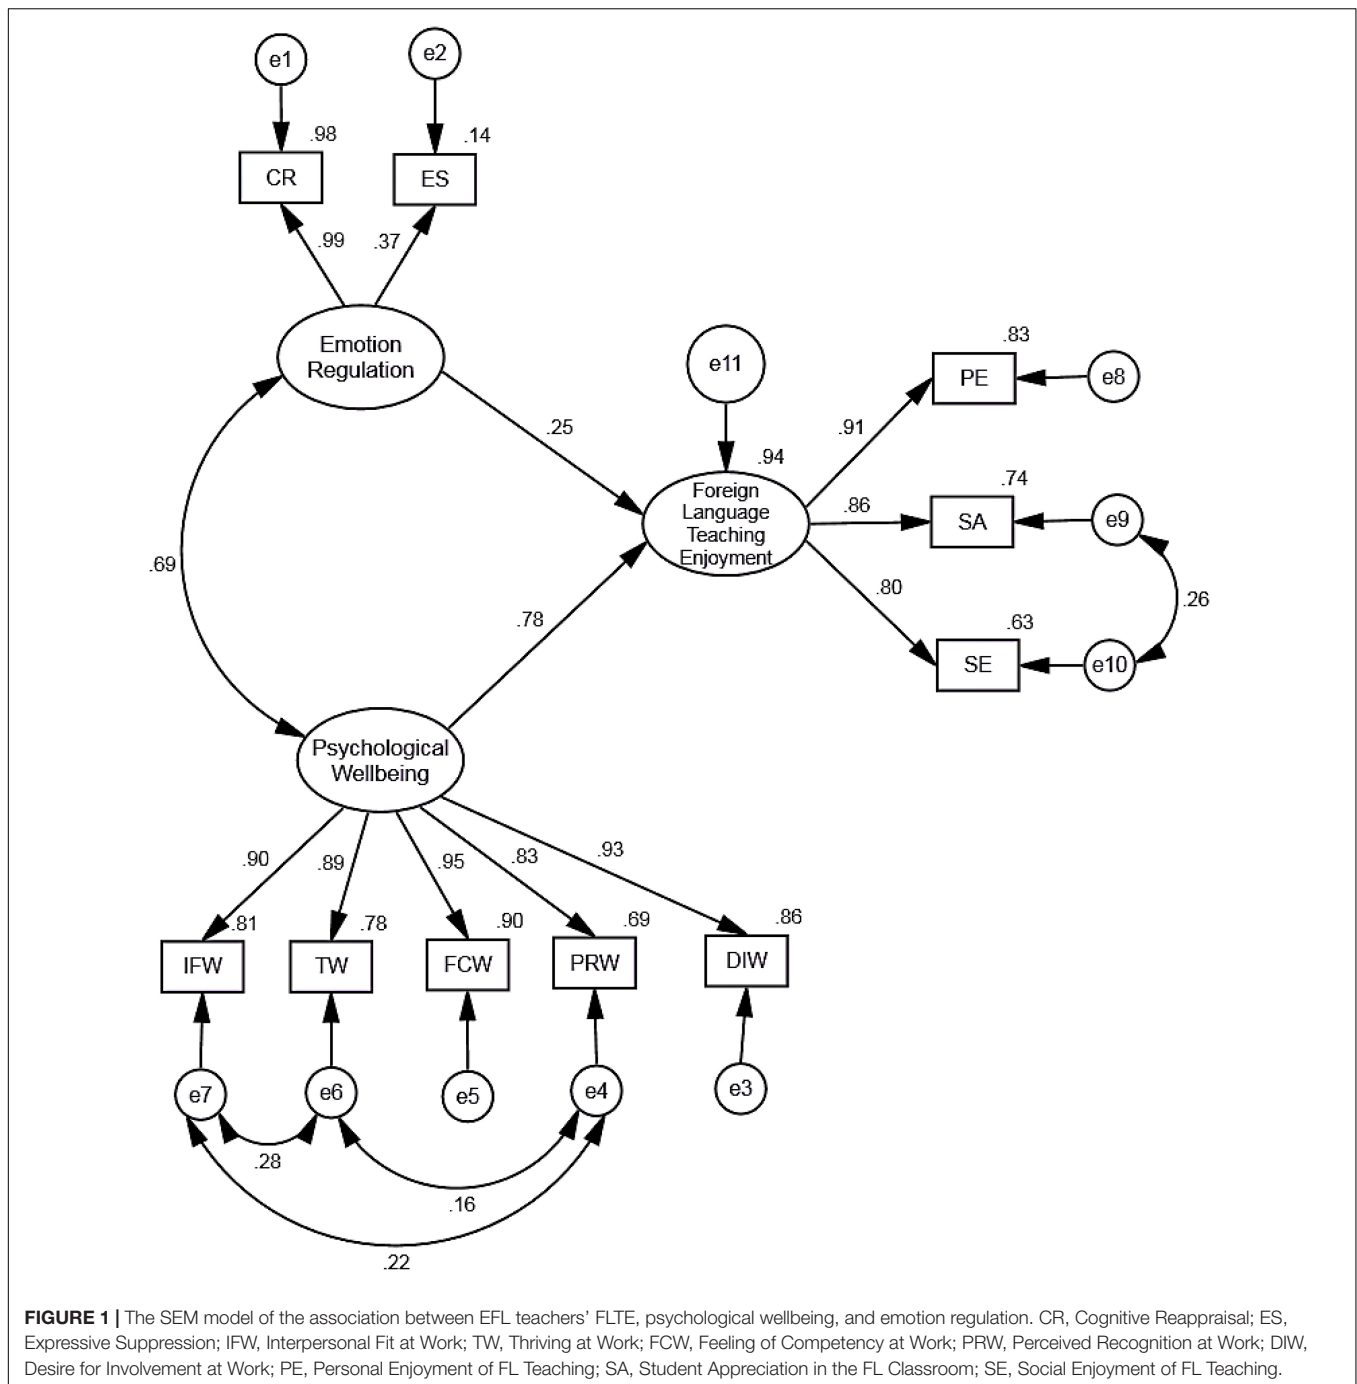 e1
e2
.98
.14
CR
ES
.99
.37
Emotion
Regulation
e11
.83
PE
e8
.25
.91
.94
.74
Foreign
Language
Teaching
Enjoyment
.86
SA
e9
.69
.80
.26
.78
.63
SE
e10
Psychological
Wellbeing
.90
.89
.95
.83
.93
.81
.78
.90
.69
.86
IFW
TW
FCW
PRW
DIW
e7
e6
e5
e4
e3
.28
.16
.22
FIGURE 1 | The SEM model of the association between EFL teachers’ FLTE, psychological wellbeing, and emotion regulation. CR, Cognitive Reappraisal; ES,
Expressive Suppression; IFW, Interpersonal Fit at Work; TW, Thriving at Work; FCW, Feeling of Competency at Work; PRW, Perceived Recognition at Work; DIW,
Desire for Involvement at Work; PE, Personal Enjoyment of FL Teaching; SA, Student Appreciation in the FL Classroom; SE, Social Enjoyment of FL Teaching.